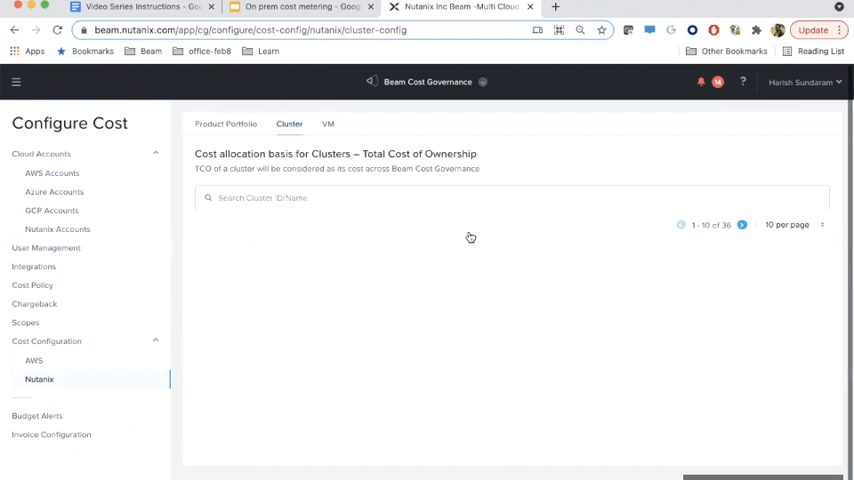 Video Series Instructions - Go
On prem cost metering - Goog
Nutanix Inc Beam -Multi Cloud
beam.nutanix.com/app/cg/configure/cost-config/nutanix/cluster-config
Update
Apps
Bookmarks
Beam
office-feb8
Learn
Other Bookmarks
Reading List
Beam Cost Governance
14
?
Harish Sundaram
Configure Cost
Cloud Accounts
AWS Accounts
Azure Accounts
GCP Accounts
Nutanix Accounts
User Management
Integrations
Cost Policy
Chargeback
Scopes
Cost Configuration
AWS
Nutanix
Budget Alerts
Invoice Configuration
Product Portfolio
Cluster
VM
Cost allocation basis for Clusters – Total Cost of Ownership
TCO of a cluster will be considered as its cost across Beam Cost Governance
Search Cluster ID/Name
1 - 10 of 36
10 per page